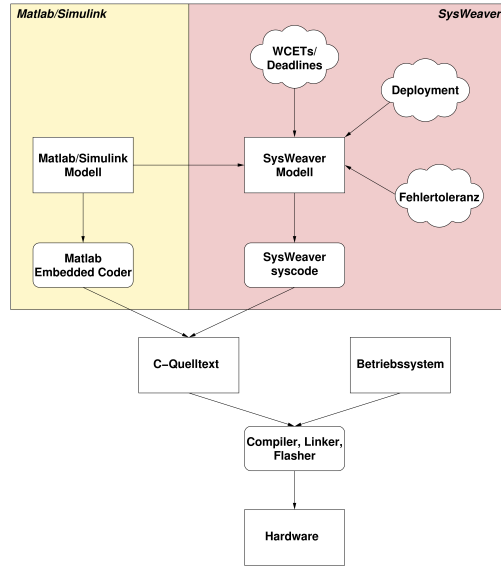 Matlab/Simulink
SysWeaver
WCETs/
Deadlines
Deployment
Matlab/Simulink
Modell
SysWeaver
Modell
Fehlertoleranz
Matlab
Embedded Coder
SysWeaver
syscode
C−Quelltext
Betriebssystem
Compiler, Linker,
Flasher
Hardware